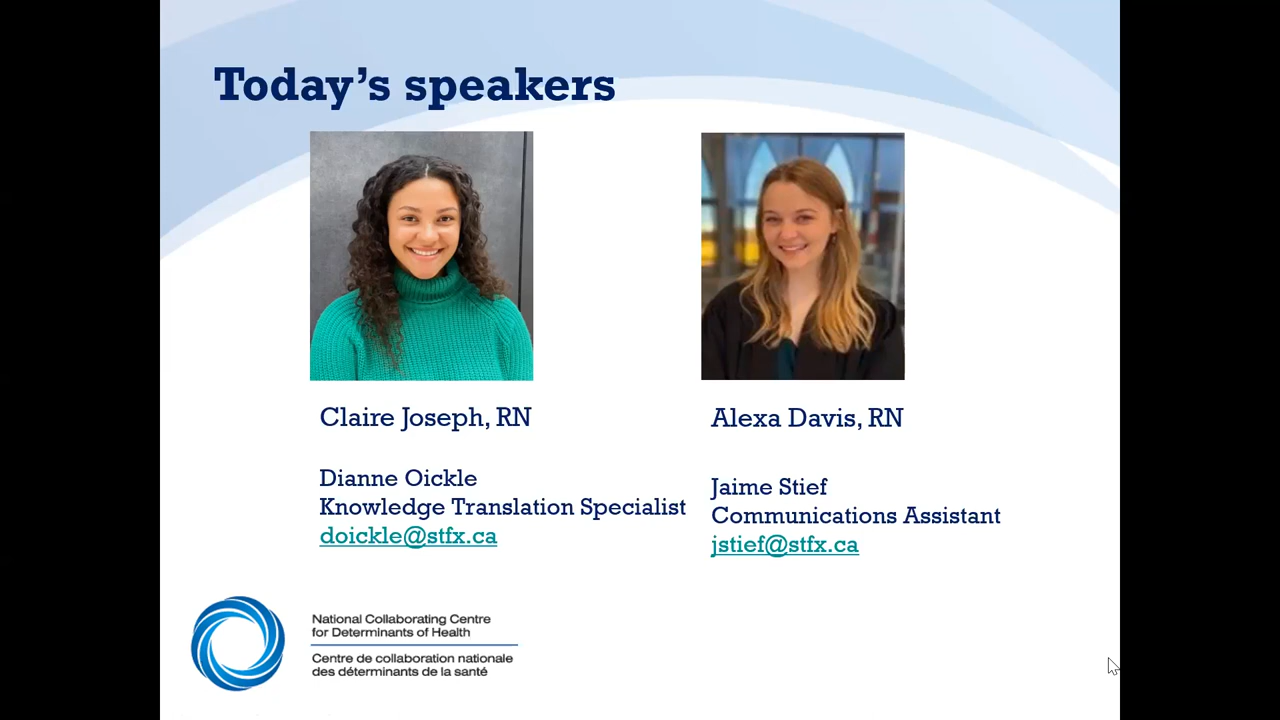 Today's speakers
Claire Joseph, RN
Dianne Oickle
Knowledge Translation Specialist
doickle@stfx.ca
Alexa Davis, RN
Jaime Stief
Communications Assistant
jstief@stfx.ca
National Collaborating Centre
for Determinants of Health
Centre de collaboration nationale
des déterminants de la santé